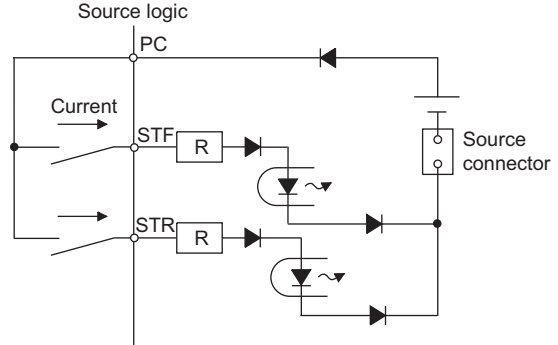 Source logic
PC
Current
STF
R
Source
connector
STR
R